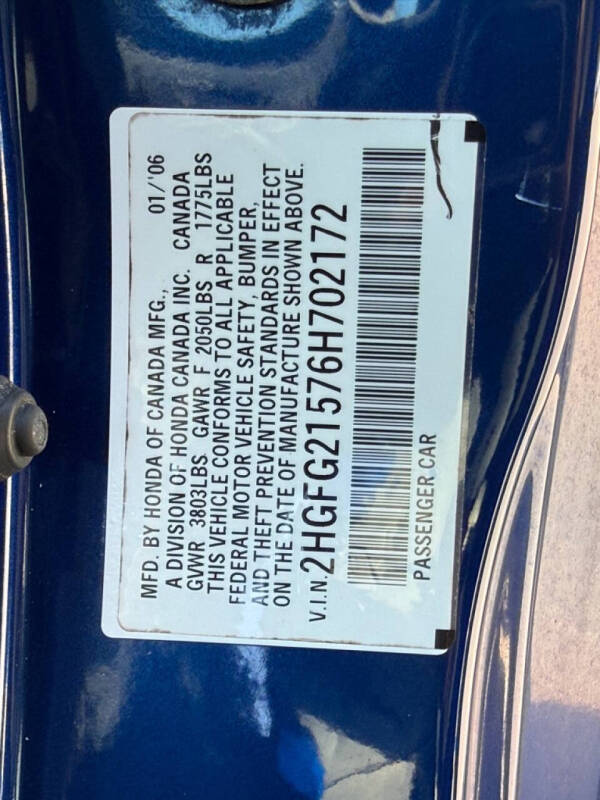 MFD. BY HONDA OF CANADA MFG., 01/'06
A DIVISION OF HONDA CANADA INC. CANADA
GVWR 3803LBS GAWR F 2050LBS R 1775LBS
THIS VEHICLE CONFORMS TO ALL APPLICABLE
FEDERAL MOTOR VEHICLE SAFETY, BUMPER,
AND THEFT PREVENTION STANDARDS IN EFFECT
ON THE DATE OF MANUFACTURE SHOWN ABOVE.
V.I.N. 2HGFG21576H702172
PASSENGER CAR